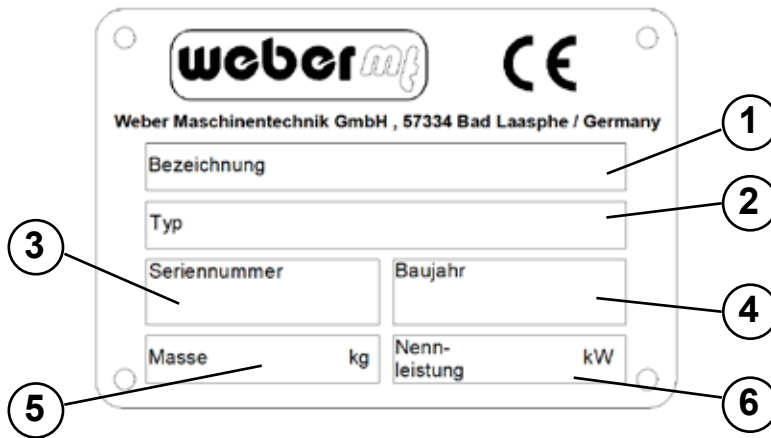 weber mt CE
Weber Maschinentechnik GmbH , 57334 Bad Laasphe / Germany
1
Bezeichnung
2
Typ
3
Seriennummer
Baujahr
4
Masse kg
Nenn-
leistung kW
5
6